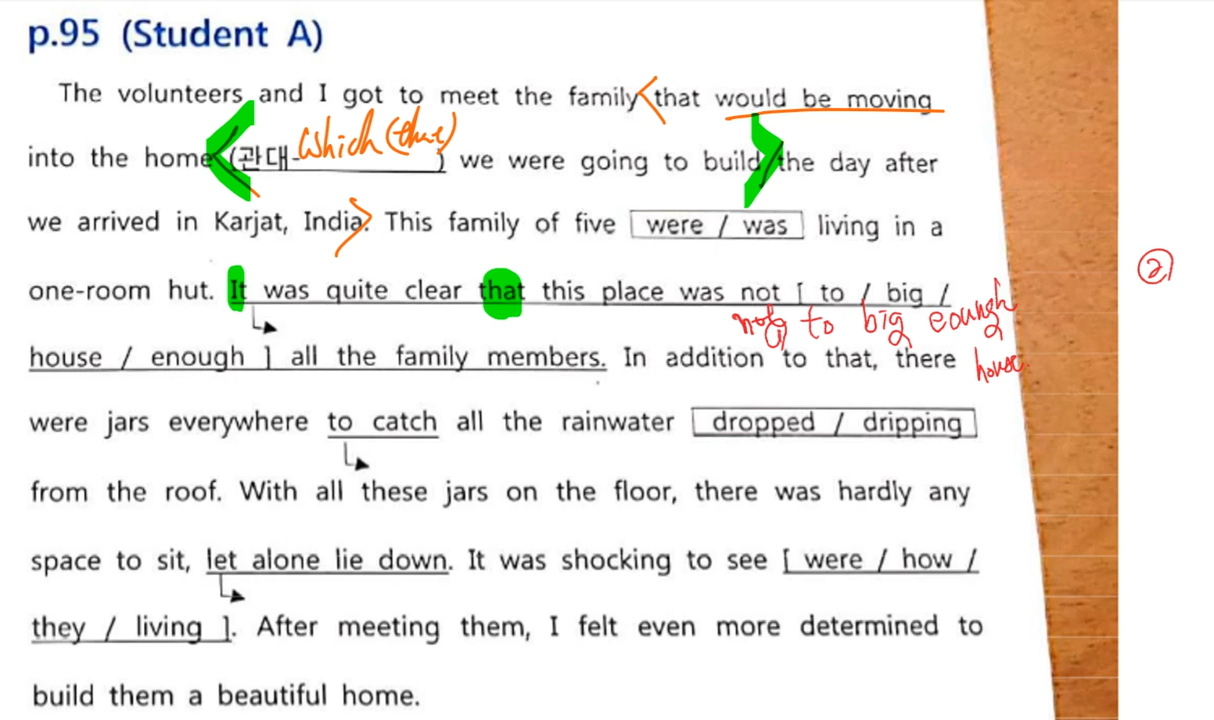 p.95 (Student A)
The volunteers and I got to meet the family that would be moving
which (that)
into the home (관대- ) we were going to build the day after
we arrived in Karjat, India. This family of five were / was living in a
②
one-room hut. It was quite clear that this place was not [ to / big /
not to big eoungh
house / enough ] all the family members. In addition to that, there
house
were jars everywhere to catch all the rainwater dropped / dripping
from the roof. With all these jars on the floor, there was hardly any
space to sit, let alone lie down. It was shocking to see [ were / how /
they / living ]. After meeting them, I felt even more determined to
build them a beautiful home.